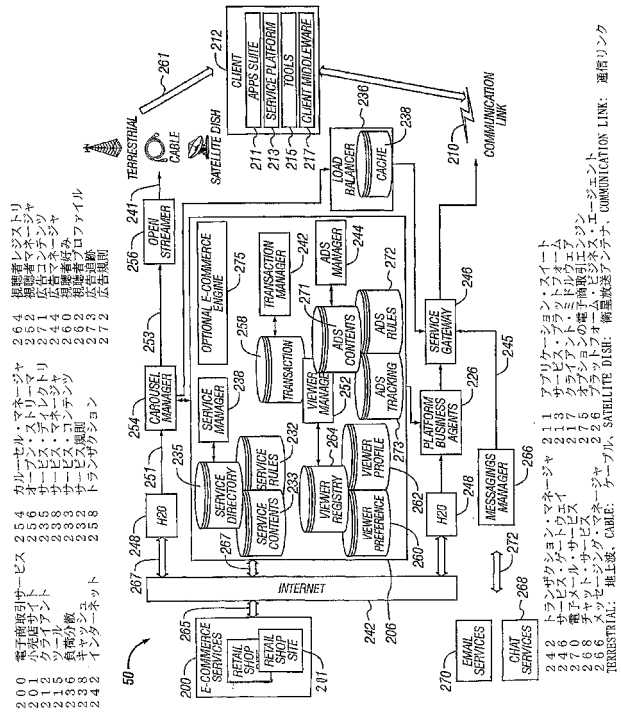 200 電子商取引サービス
201 小売店サイト
212 クライアント
215 ツール
236 負荷分散
238 キャッシュ
242 インターネット
254 カルーセル・マネージャ
256 オープン・ストリーマ
235 サービス・ディレクトリ
238 サービス・マネージャ
233 サービス・コンテンツ
232 サービス規則
258 トランザクション
264 視聴者レジストリ
252 視聴者マネージャ
271 広告コンテンツ
244 広告マネージャ
260 視聴者好み
262 視聴者プロファイル
273 広告追跡
272 広告規則
50
267
248
H2O
251
254
CAROUSEL
MANAGER
253
256
OPEN
STREAMER
241
TERRESTRIAL
CABLE
SATELLITE DISH
261
265
200
E-COMMERCE
SERVICES
RETAIL
SHOP
RETAIL
SHOP
SITE
201
INTERNET
242
206
267
235
SERVICE
DIRECTORY
SERVICE
MANAGER
238
SERVICE
CONTENTS
233
SERVICE
RULES
232
OPTIONAL E-COMMERCE
ENGINE
275
258
TRANSACTION
TRANSACTION
MANAGER
242
VIEWER
MANAGER
252
264
VIEWER
REGISTRY
VIEWER
PREFERENCE
260
VIEWER
PROFILE
262
271
ADS
CONTENTS
ADS
MANAGER
244
ADS
TRACKING
273
ADS
RULES
272
CLIENT
212
211
APPS SUITE
213
SERVICE PLATFORM
215
TOOLS
217
CLIENT MIDDLEWARE
LOAD
BALANCER
236
CACHE
238
210
COMMUNICATION
LINK
H2O
248
PLATFORM
BUSINESS
AGENTS
226
SERVICE
GATEWAY
246
245
MESSAGINGS
MANAGER
266
272
270
EMAIL
SERVICES
CHAT
SERVICES
268
242 トランザクション・マネージャ
246 サービス・ゲートウェイ
270 電子メール・サービス
268 チャット・サービス
266 メッセージング・マネージャ
211 アプリケーション・スイート
213 サービス・プラットフォーム
217 クライアント・ミドルウェア
275 オプションの電子商取引エンジン
226 プラットフォーム・ビジネス・エージェント
TERRESTRIAL: 地上波、CABLE: ケーブル、SATELLITE DISH: 衛星放送アンテナ、COMMUNICATION LINK: 通信リンク